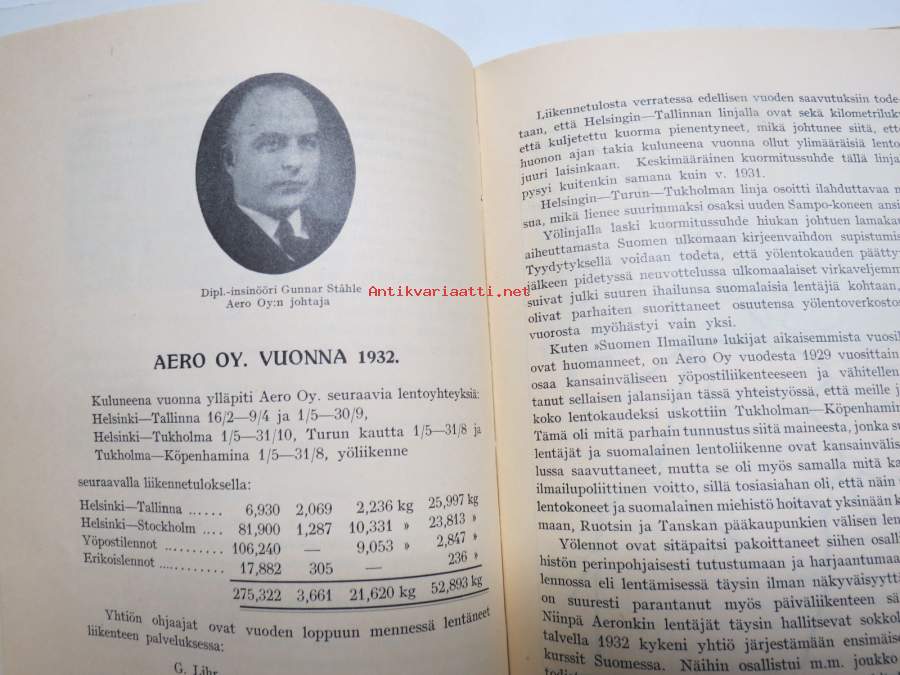 Dipl.-insinööri Gunnar Ståhle
Aero Oy:n johtaja
Antikvariaatti.net
AERO OY. VUONNA 1932.
Kuluneena vuonna ylläpiti Aero Oy. seuraavia lentoyhteyksiä:
Helsinki—Tallinna 16/2—9/4 ja 1/5—30/9,
Helsinki—Tukholma 1/5—31/10, Turun kautta 1/5—31/8 ja
Tukholma—Köpenhamina 1/5—31/8, yöliikenne
seuraavalla liikennetuloksella:
Helsinki—Tallinna ...... 6,930 2,069 2,236 kg 25,997 kg
Helsinki—Stockholm .... 81,900 1,287 10,331 » 23,813 »
Yöpostilennot .......... 106,240 — 9,053 » 2,847 »
Erikoislennot ............ 17,882 305 — 236 »
275,322 3,661 21,620 kg 52,893 kg
Yhtiön ohjaajat ovat vuoden loppuun mennessä lentäneet
liikenteen palveluksessa:
G. Lihr
Liikennetulosta verratessa edellisen vuoden saavutuksiin tode-
taan, että Helsingin—Tallinnan linjalla ovat sekä kilometriluku
että kuljetettu kuorma pienentyneet, mikä johtunee siitä, että
huonon ajan takia kuluneena vuonna ollut ylimääräisiä lento
juuri laisinkaan. Keskimääräinen kuormitussuhde tällä linja
pysyi kuitenkin samana kuin v. 1931.
Helsingin—Turun—Tukholman linja osoitti ilahduttavaa n
sua, mikä lienee suurimmaksi osaksi uuden Sampo-koneen ansi
Yölinjalla laski kuormitussuhde hiukan johtuen lamakau
aiheuttamasta Suomen ulkomaan kirjeenvaihdon supistumis
Tyydytyksellä voidaan todeta, että yölentokauden päättyt
jälkeen pidetyssä neuvottelussa ulkomaalaiset virkaveljemm
suivat julki suuren ihailunsa suomalaisia lentäjiä kohtaan,
olivat parhaiten suorittaneet osuutensa yölentoverkostos
vuorosta myöhästyi vain yksi.
Kuten »Suomen Ilmailun» lukijat aikaisemmista vuosil
ovat huomanneet, on Aero Oy vuodesta 1929 vuosittain
osaa kansainväliseen yöpostiliikenteeseen ja vähitellen
tanut sellaisen jalansijan tässä yhteistyössä, että meille j
koko lentokaudeksi uskottiin Tukholman—Köpenhamin
Tämä oli mitä parhain tunnustus siitä maineesta, jonka su
lentäjät ja suomalainen lentoliikenne ovat kansainvälis
lussa saavuttaneet, mutta se oli myös samalla mitä ka
ilmailupoliittinen voitto, sillä tosiasiahan oli, että näin
lentokoneet ja suomalainen miehistö hoitavat yksinään k
maan, Ruotsin ja Tanskan pääkaupunkien välisen len
Yölennot ovat sitäpaitsi pakoittaneet siihen osalli
histön perinpohjaisesti tutustumaan ja harjaantumaa
lennossa eli lentämisessä täysin ilman näkyväisyyttä
on suuresti parantanut myös päiväliikenteen sä
Niinpä Aeronkin lentäjät täysin hallitsevat sokko
talvella 1932 kykeni yhtiö järjestämään ensimäise
kurssit Suomessa. Näihin osallistui m.m. joukko